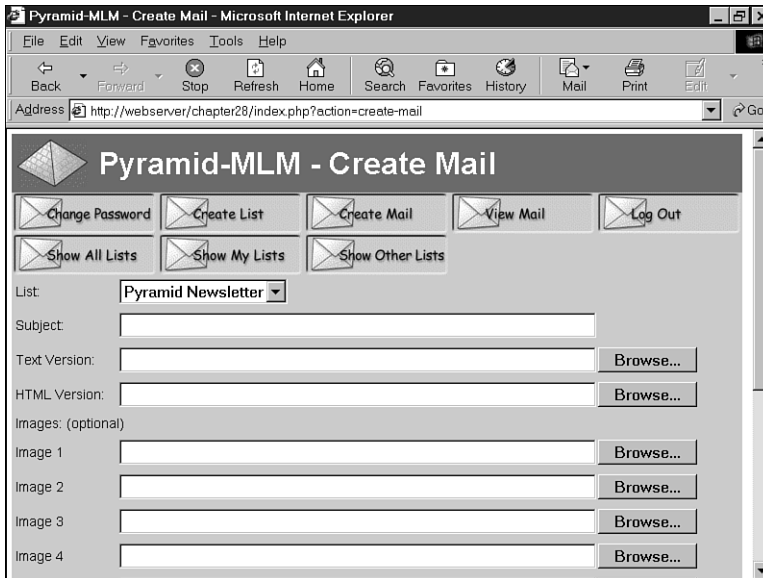 Pyramid-MLM - Create Mail - Microsoft Internet Explorer
File Edit View Favorites Tools Help
Back Forward Stop Refresh Home Search Favorites History Mail Print Edit
Address http://webserver/chapter28/index.php?action=create-mail Go
Pyramid-MLM - Create Mail
Change Password Create List Create Mail View Mail Log Out
Show All Lists Show My Lists Show Other Lists
List: Pyramid Newsletter
Subject:
Text Version: Browse...
HTML Version: Browse...
Images: (optional)
Image 1 Browse...
Image 2 Browse...
Image 3 Browse...
Image 4 Browse...